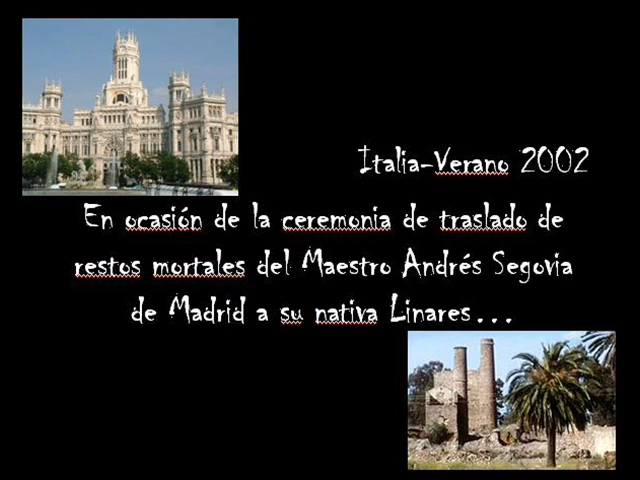 Italia-Verano 2002
En ocasión de la ceremonia de traslado de
restos mortales del Maestro Andrés Segovia
de Madrid a su nativa Linares...